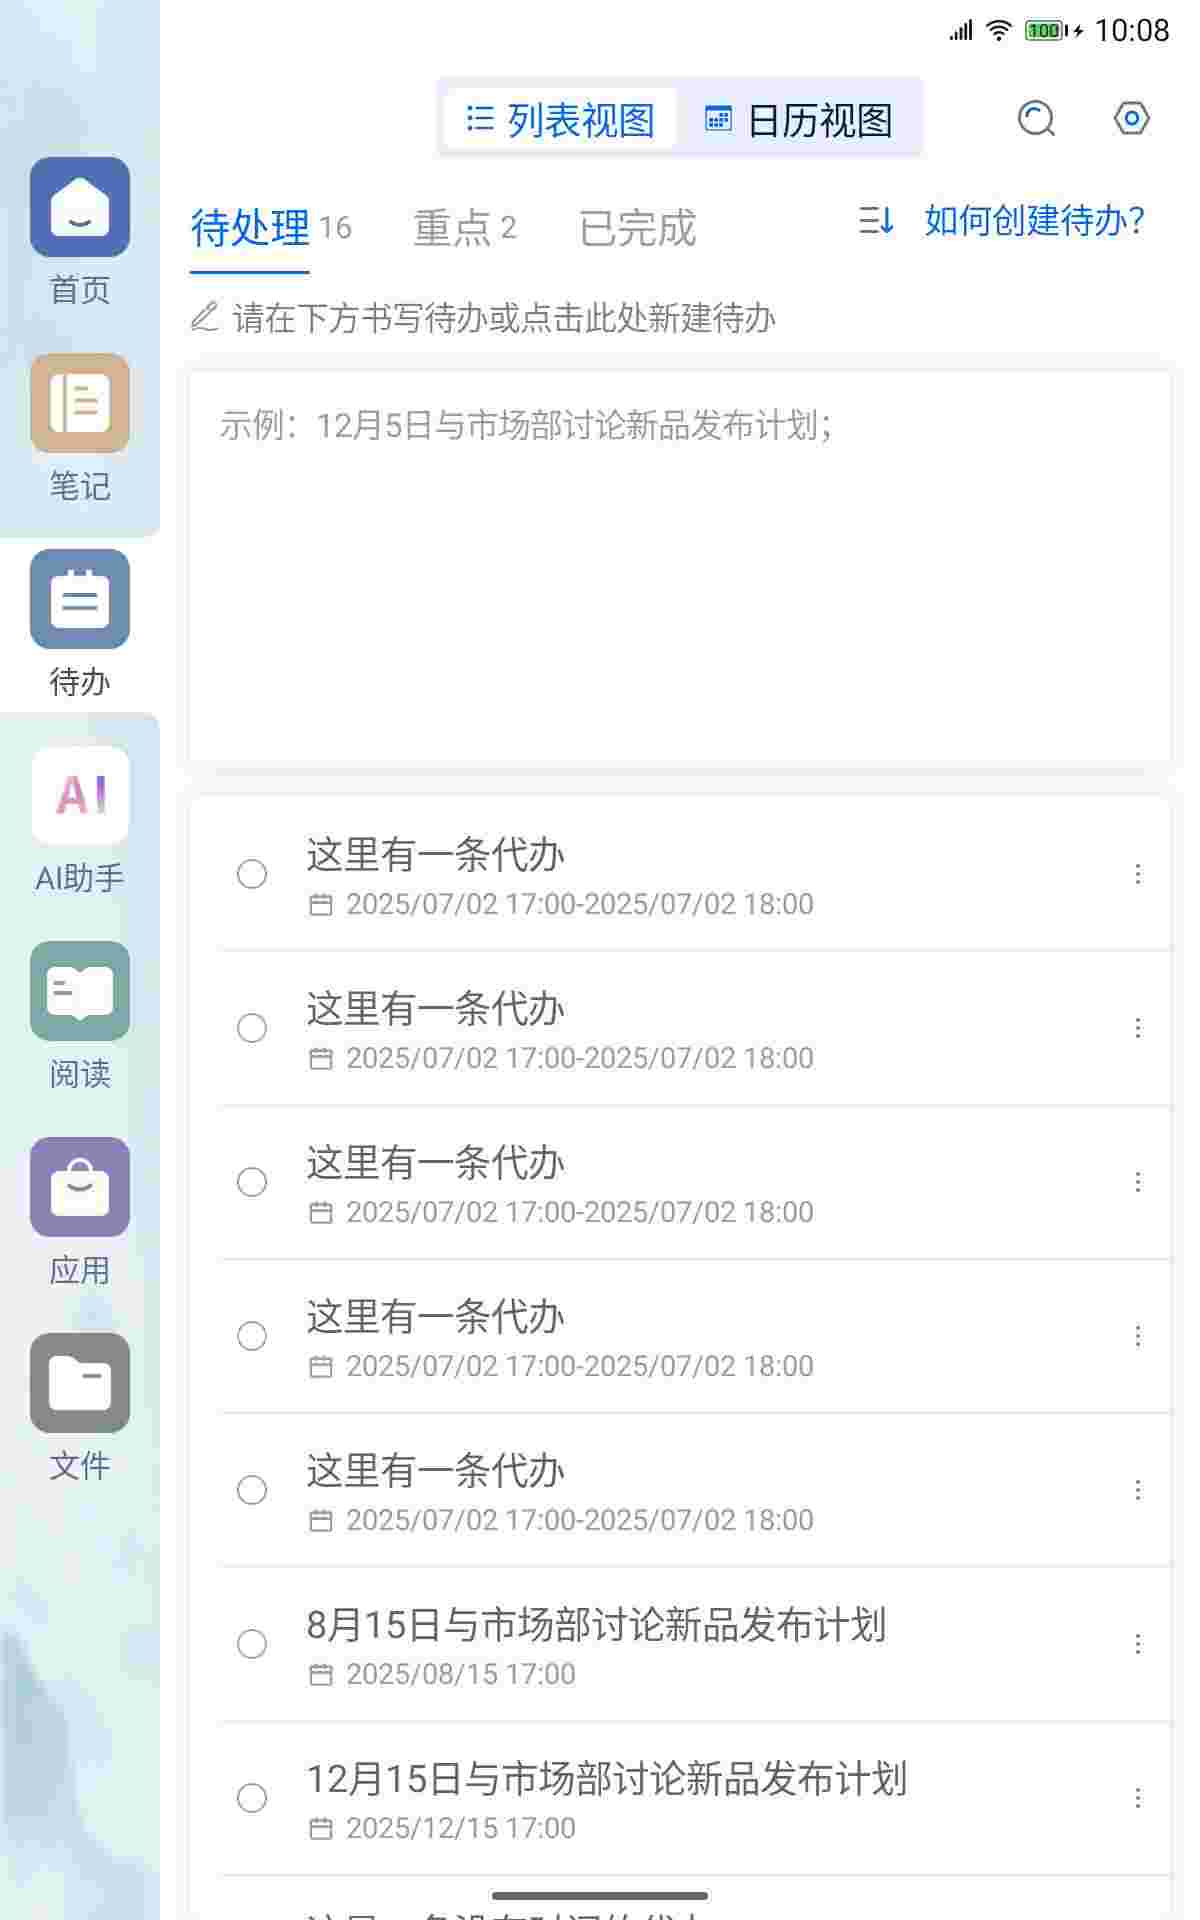 100 10:08
列表视图 日历视图
待处理 16 重点 2 已完成 如何创建待办?
请在下方书写待办或点击此处新建待办
示例：12月5日与市场部讨论新品发布计划；
首页
笔记
待办
AI
AI助手
阅读
应用
文件
这里有一条代办
2025/07/02 17:00-2025/07/02 18:00
这里有一条代办
2025/07/02 17:00-2025/07/02 18:00
这里有一条代办
2025/07/02 17:00-2025/07/02 18:00
这里有一条代办
2025/07/02 17:00-2025/07/02 18:00
这里有一条代办
2025/07/02 17:00-2025/07/02 18:00
8月15日与市场部讨论新品发布计划
2025/08/15 17:00
12月15日与市场部讨论新品发布计划
2025/12/15 17:00